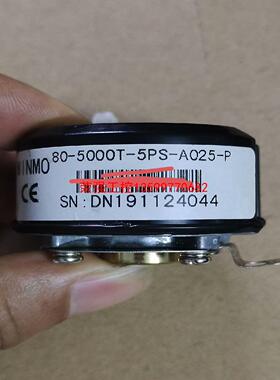 INMO
80-5000T-5PS-A025-P
CE
SN:DN191124044